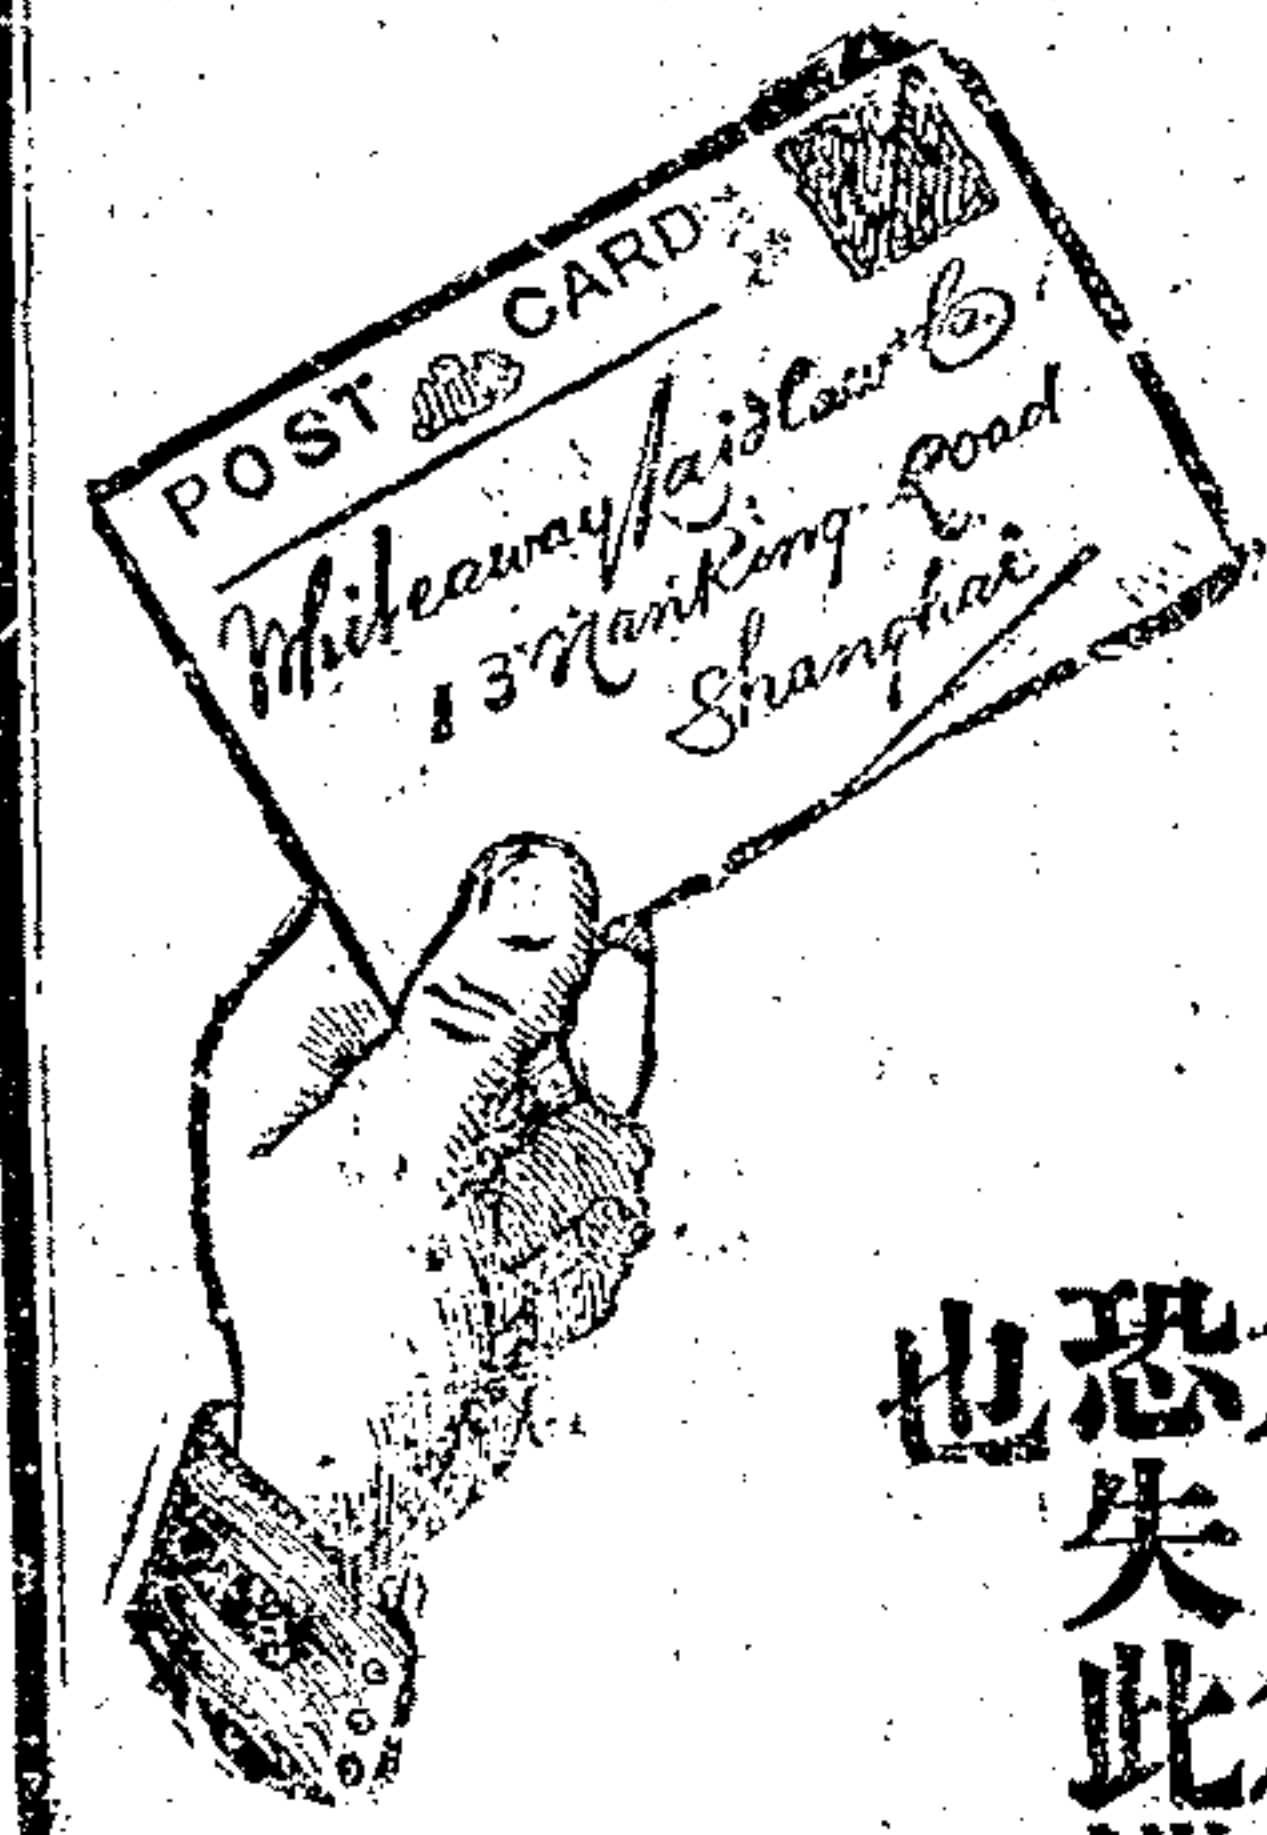 POST CARD
Whiteaway Laidlaw & Co.
13 Nanking Road
Shanghai
恐失此
也